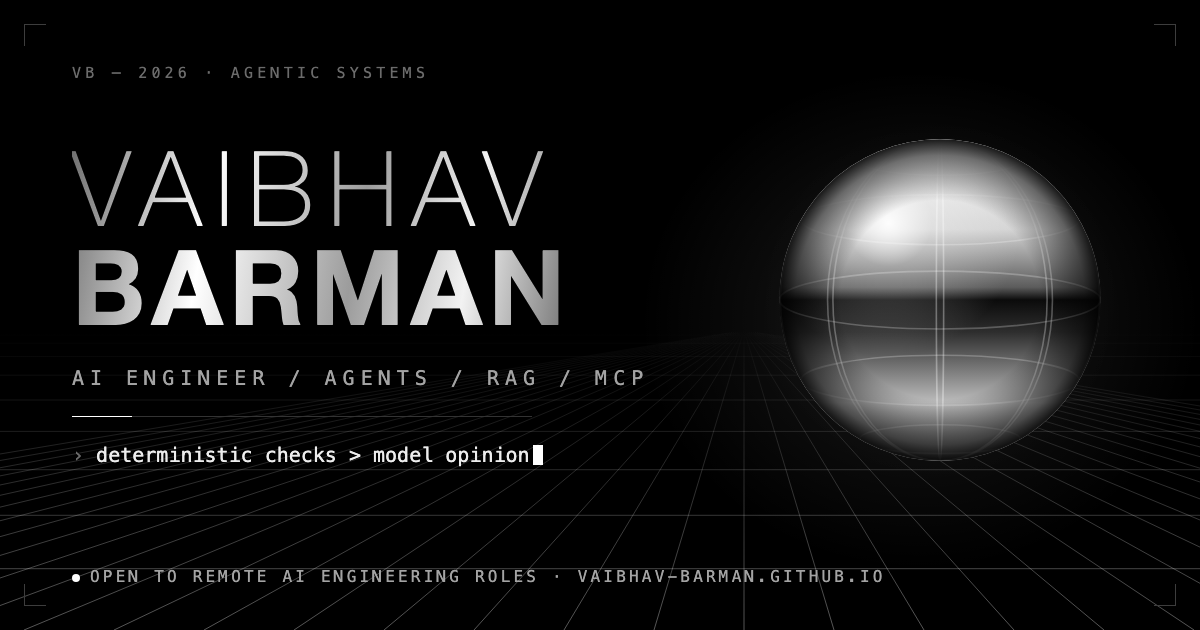 VB — 2026 · AGENTIC SYSTEMS
VAIBHAV
BARMAN
AI ENGINEER / AGENTS / RAG / MCP
› deterministic checks > model opinion
OPEN TO REMOTE AI ENGINEERING ROLES · VAIBHAV-BARMAN.GITHUB.IO